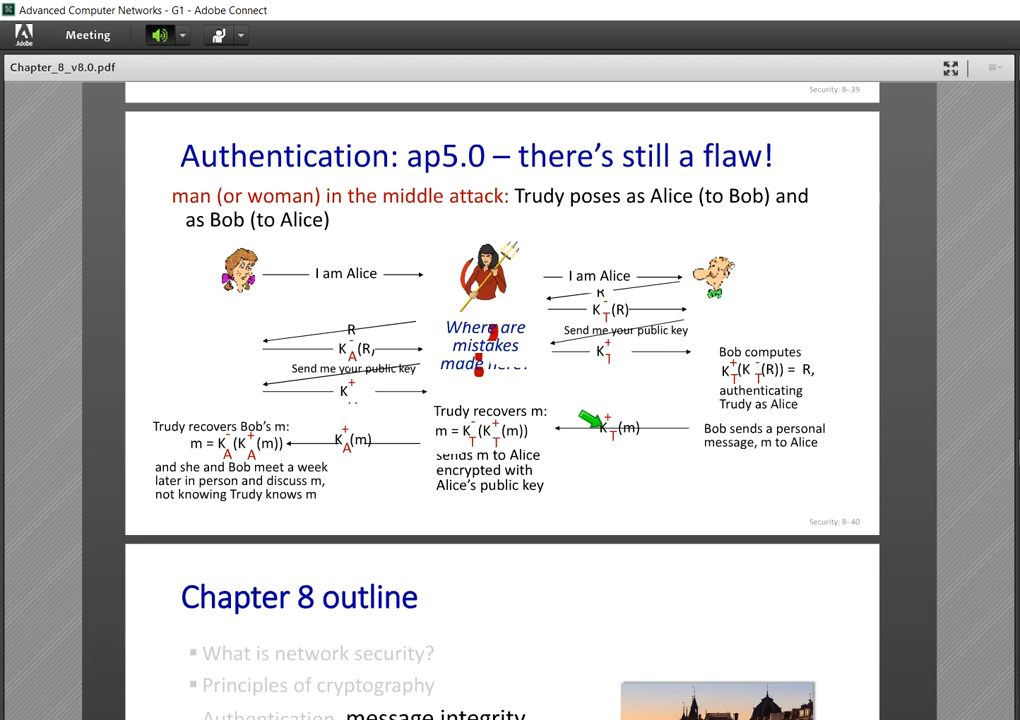 Advanced Computer Networks - G1 - Adobe Connect
Adobe
Meeting
Chapter_8_v8.0.pdf
Security: 8- 39
Authentication: ap5.0 – there's still a flaw!
man (or woman) in the middle attack: Trudy poses as Alice (to Bob) and
as Bob (to Alice)
I am Alice
I am Alice
R
K T - (R)
Send me your public key
K T +
Where are
mistakes
made here?
R
K A - (R,
Send me your public key
K +
Bob computes
K T + (K T - (R)) = R,
authenticating
Trudy as Alice
Trudy recovers m:
m = K T - (K T + (m))
sends m to Alice
encrypted with
Alice's public key
K T + (m)
Bob sends a personal
message, m to Alice
Trudy recovers Bob's m:
m = K A - (K A + (m))
K A + (m)
and she and Bob meet a week
later in person and discuss m,
not knowing Trudy knows m
Security: 8- 40
Chapter 8 outline
▪ What is network security?
▪ Principles of cryptography
Authentication, message integrity